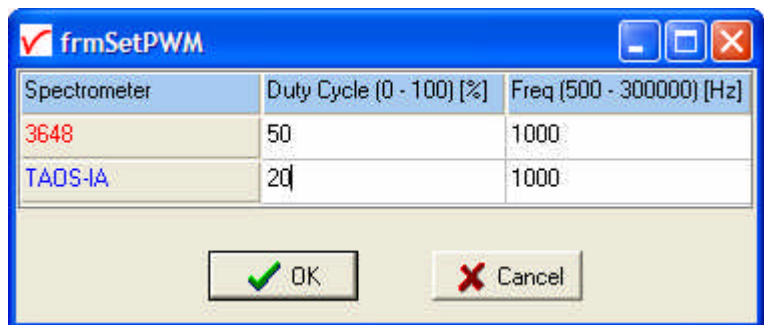 frmSetPWM
Spectrometer Duty Cycle (0 - 100) [%] Freq (500 - 300000) [Hz]
3648 50 1000
TAOS-IA 20 1000
OK Cancel